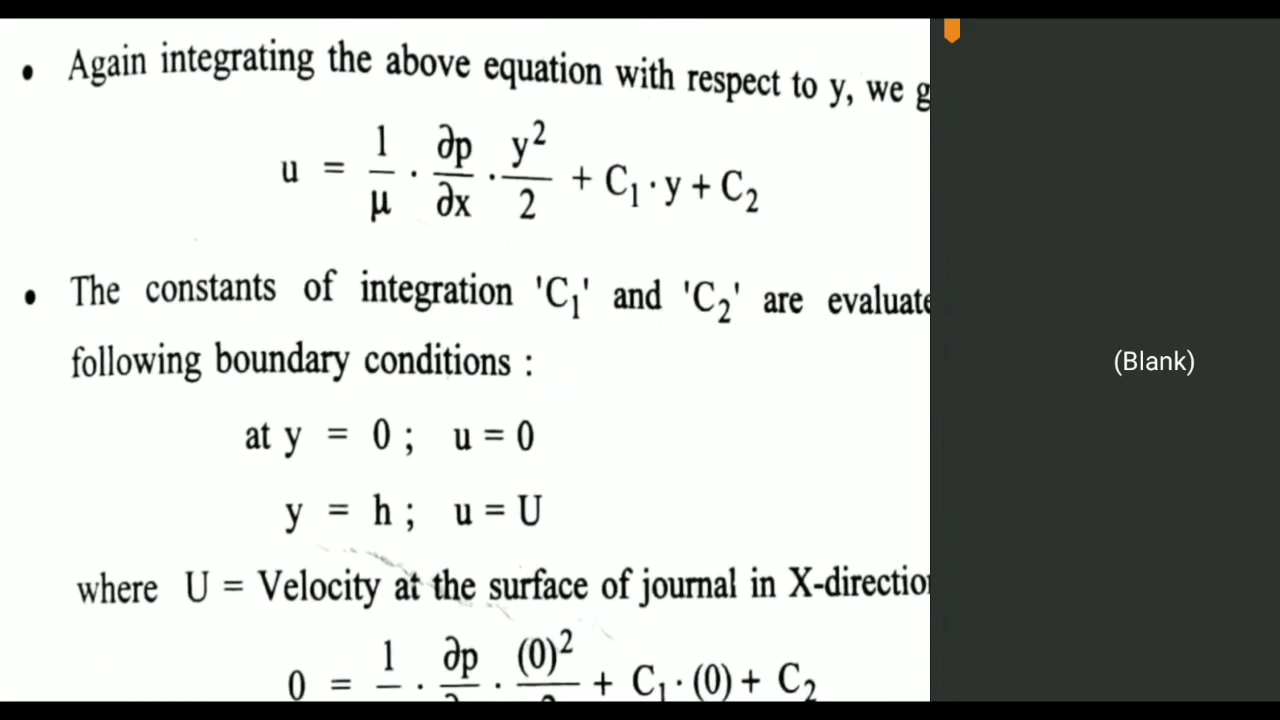 • Again integrating the above equation with respect to y, we g
u = 1/μ · ∂p/∂x · y²/2 + C₁ · y + C₂
• The constants of integration 'C₁' and 'C₂' are evaluate
following boundary conditions :
at y = 0 ; u = 0
y = h ; u = U
where U = Velocity at the surface of journal in X-direction
0 = 1 · ∂p · (0)² + C₁ · (0) + C₂
(Blank)